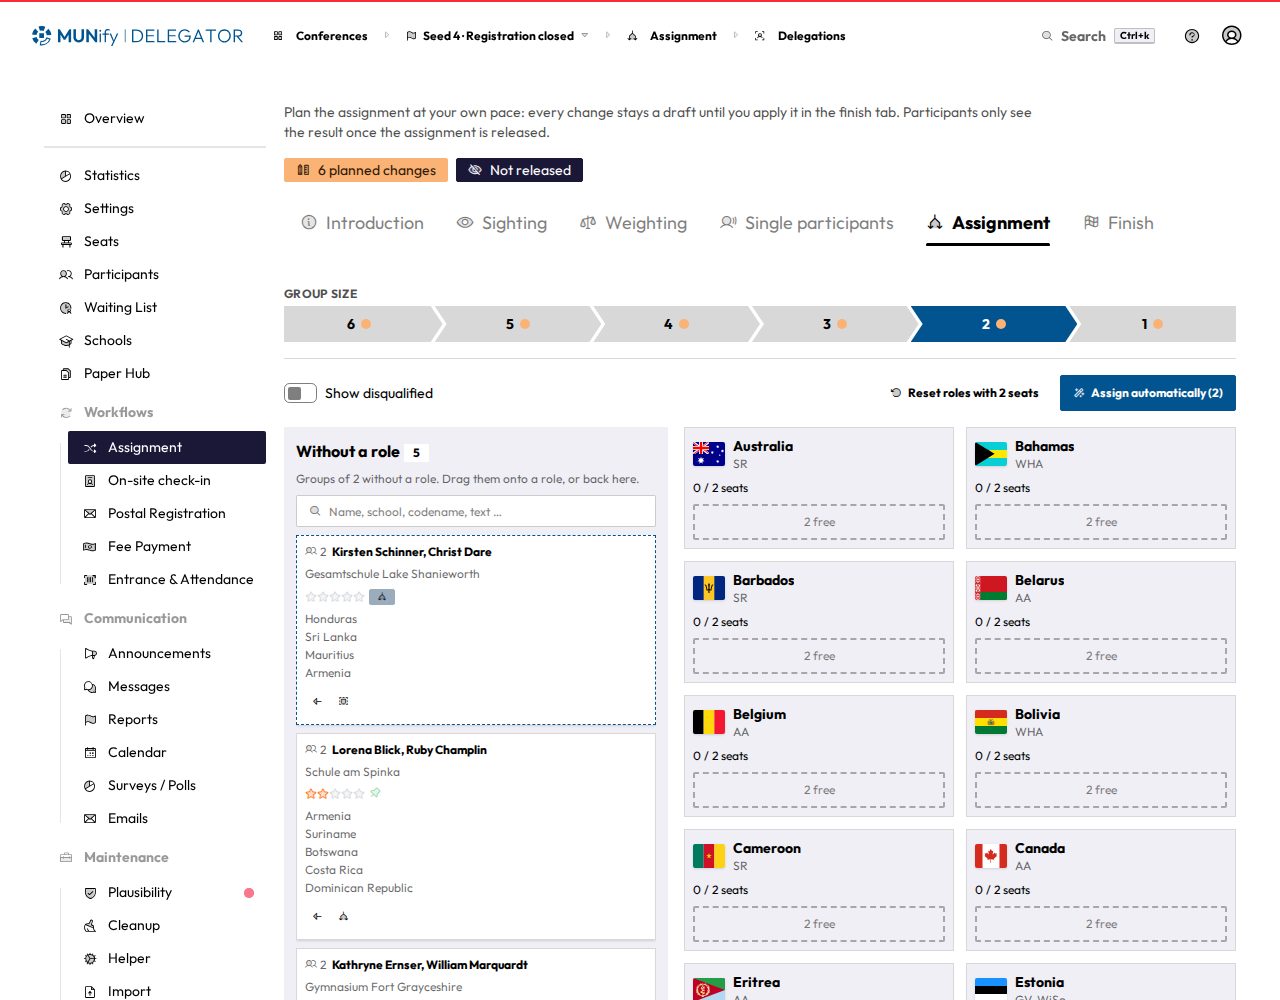 MUNify | DELEGATOR
Conferences
Seed 4 · Registration closed
Assignment
Delegations
Search Ctrl+k
Overview
Statistics
Settings
Seats
Participants
Waiting List
Schools
Paper Hub
Workflows
Assignment
On-site check-in
Postal Registration
Fee Payment
Entrance & Attendance
Communication
Announcements
Messages
Reports
Calendar
Surveys / Polls
Emails
Maintenance
Plausibility
Cleanup
Helper
Import
Plan the assignment at your own pace: every change stays a draft until you apply it in the finish tab. Participants only see
the result once the assignment is released.
6 planned changes
Not released
Introduction
Sighting
Weighting
Single participants
Assignment
Finish
GROUP SIZE
6
5
4
3
2
1
Show disqualified
Reset roles with 2 seats
Assign automatically (2)
Without a role 5
Groups of 2 without a role. Drag them onto a role, or back here.
Name, school, codename, text ...
2 Kirsten Schinner, Christ Dare
Gesamtschule Lake Shanieworth
Honduras
Sri Lanka
Mauritius
Armenia
2 Lorena Blick, Ruby Champlin
Schule am Spinka
Armenia
Suriname
Botswana
Costa Rica
Dominican Republic
2 Kathryne Ernser, William Marquardt
Gymnasium Fort Grayceshire
Australia
SR
0 / 2 seats
2 free
Bahamas
WHA
0 / 2 seats
2 free
Barbados
SR
0 / 2 seats
2 free
Belarus
AA
0 / 2 seats
2 free
Belgium
AA
0 / 2 seats
2 free
Bolivia
WHA
0 / 2 seats
2 free
Cameroon
SR
0 / 2 seats
2 free
Canada
AA
0 / 2 seats
2 free
Eritrea
AA
Estonia
GV, WiSo